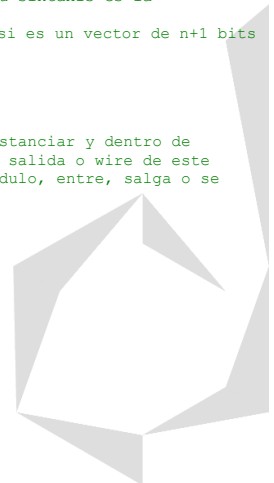 si es un vector de n+1 bits
stanciar y dentro de
salida o wire de este
dulo, entre, salga o se